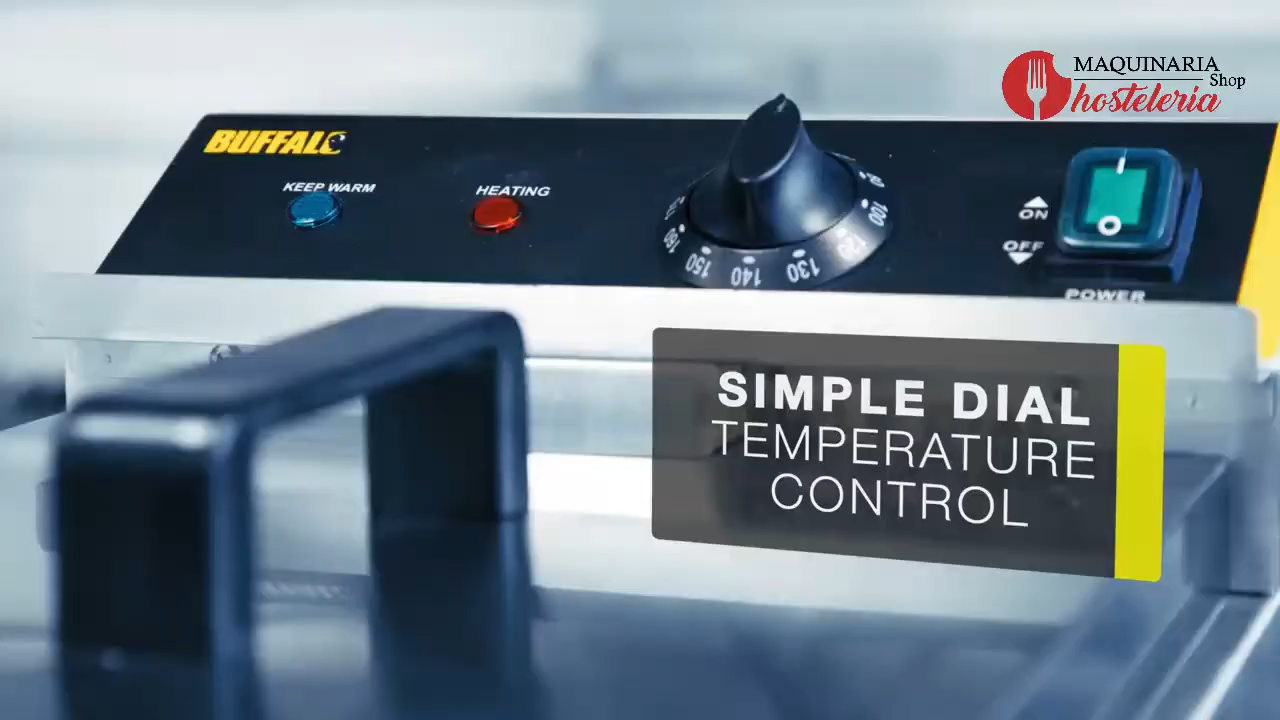 MAQUINARIA
Shop
hosteleria
BUFFALO
KEEP WARM
HEATING
ON
OFF
POWER
100
120
130
140
150
160
SIMPLE DIAL
TEMPERATURE
CONTROL